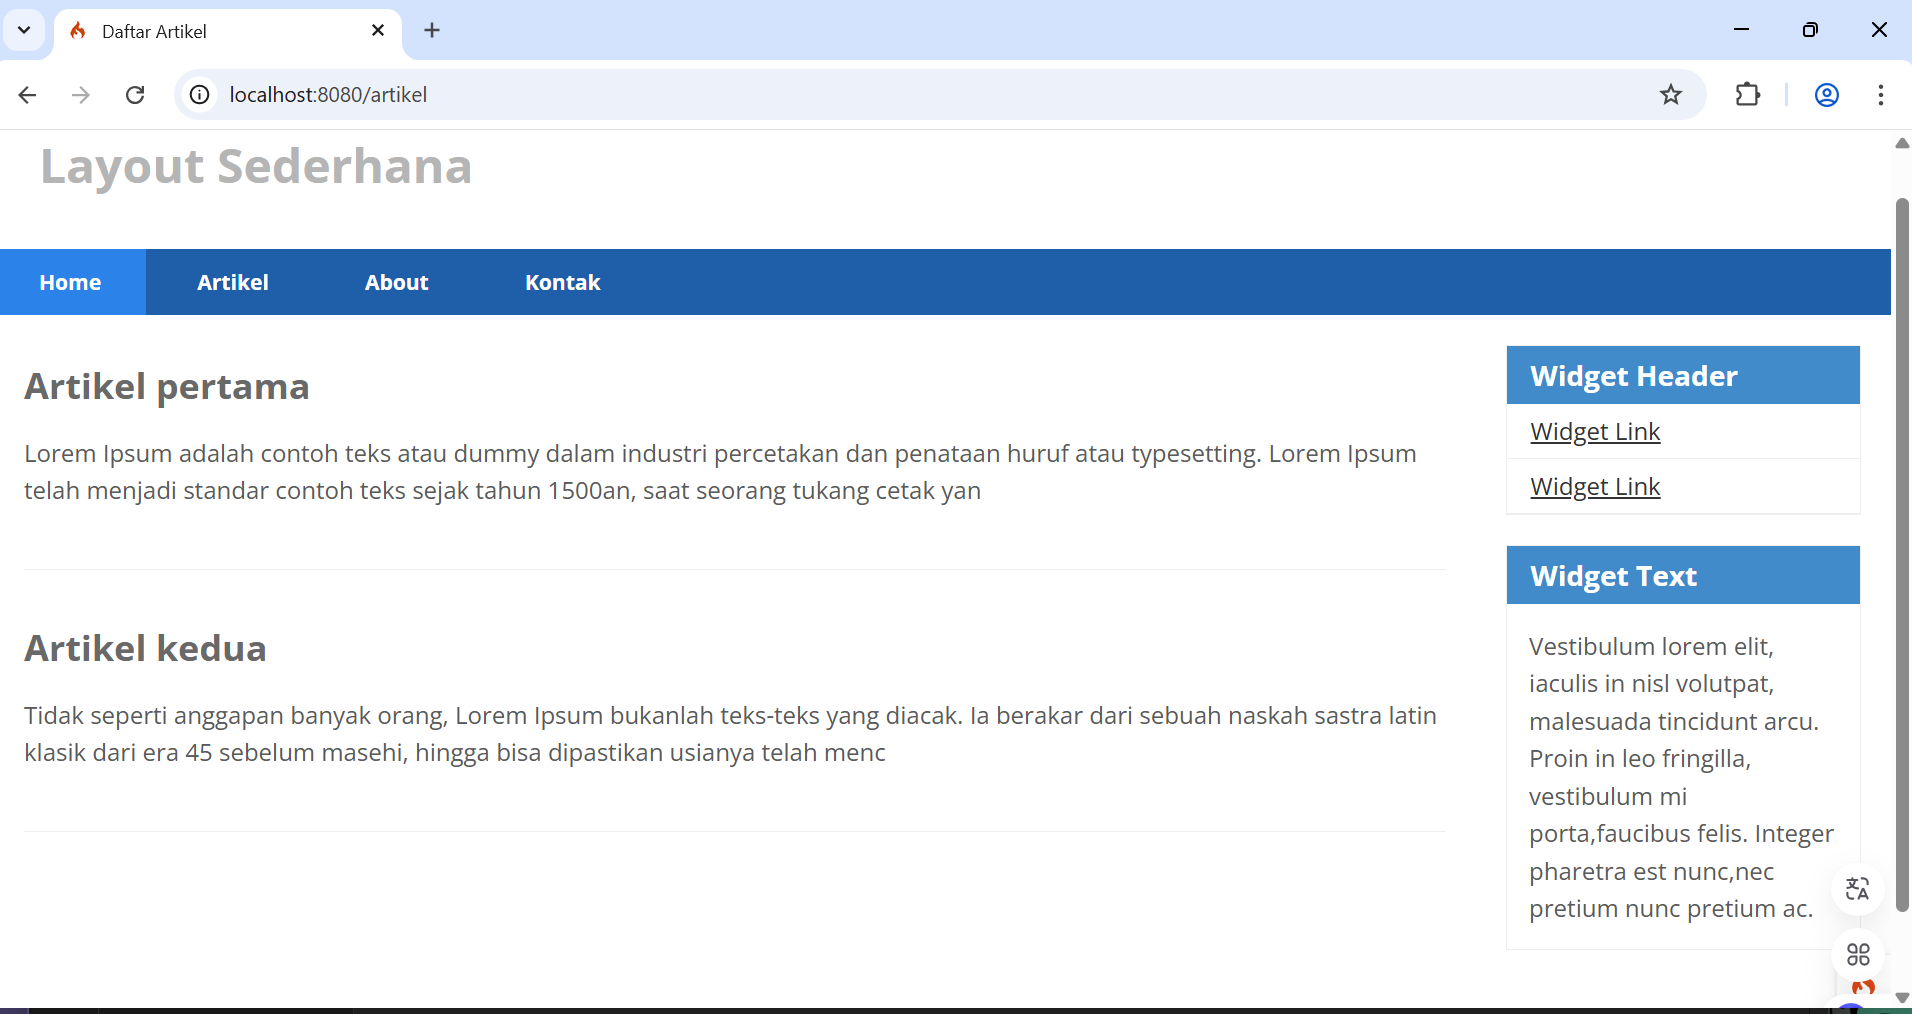 Daftar Artikel
localhost:8080/artikel
Layout Sederhana
Home Artikel About Kontak
Artikel pertama
Lorem Ipsum adalah contoh teks atau dummy dalam industri percetakan dan penataan huruf atau typesetting. Lorem Ipsum
telah menjadi standar contoh teks sejak tahun 1500an, saat seorang tukang cetak yan
Artikel kedua
Tidak seperti anggapan banyak orang, Lorem Ipsum bukanlah teks-teks yang diacak. Ia berakar dari sebuah naskah sastra latin
klasik dari era 45 sebelum masehi, hingga bisa dipastikan usianya telah menc
Widget Header
Widget Link
Widget Link
Widget Text
Vestibulum lorem elit,
iaculis in nisl volutpat,
malesuada tincidunt arcu.
Proin in leo fringilla,
vestibulum mi
porta,faucibus felis. Integer
pharetra est nunc,nec
pretium nunc pretium ac.